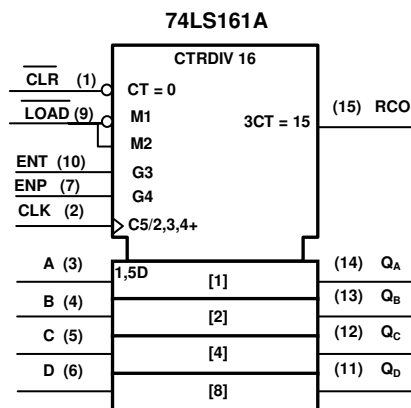 74LS161A
CTRDIV 16
CLR (1)
CT = 0
LOAD (9)
M1
(15) RCO
3CT = 15
M2
ENT (10)
G3
ENP (7)
G4
CLK (2)
C5/2,3,4+
A (3)
1,5D
[1]
(14) QA
B (4)
[2]
(13) QB
C (5)
[4]
(12) QC
D (6)
[8]
(11) QD